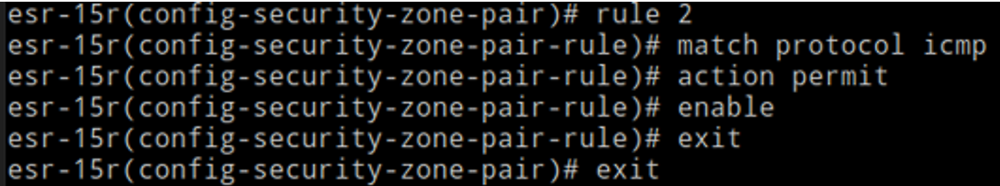 esr-15r(config-security-zone-pair)# rule 2
esr-15r(config-security-zone-pair-rule)# match protocol icmp
esr-15r(config-security-zone-pair-rule)# action permit
esr-15r(config-security-zone-pair-rule)# enable
esr-15r(config-security-zone-pair-rule)# exit
esr-15r(config-security-zone-pair)# exit